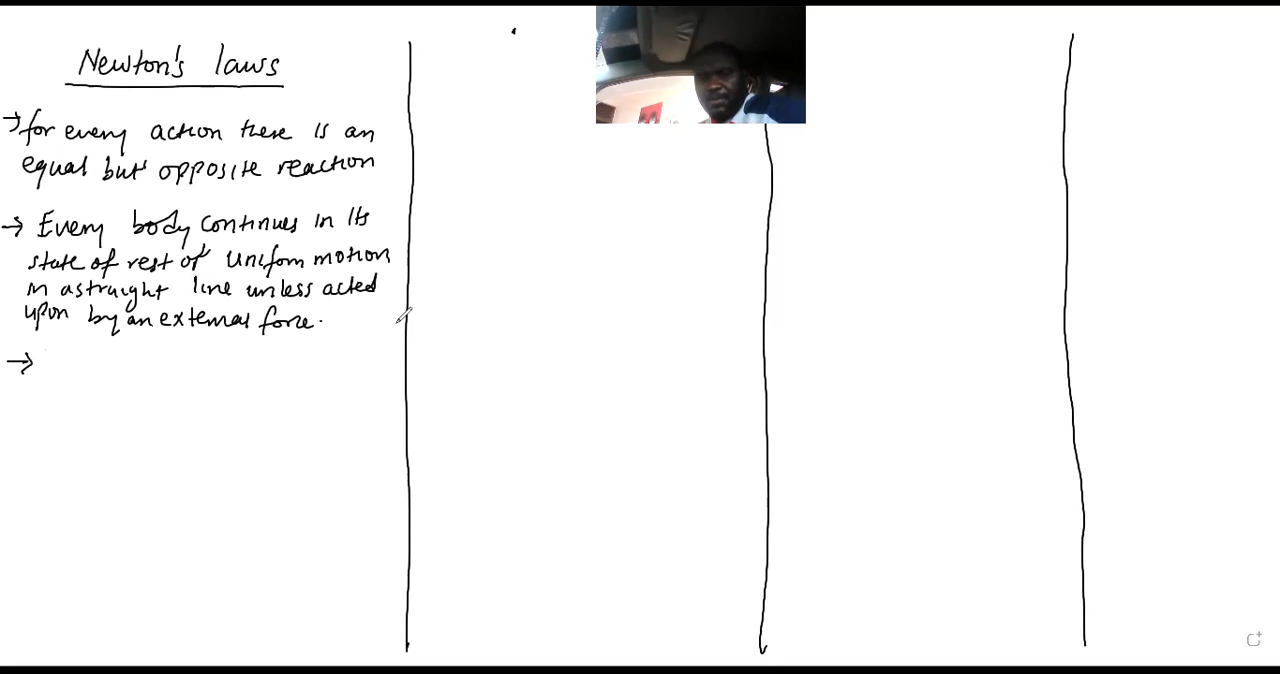 Newton's laws
→ for every action there is an
equal but opposite reaction
→ Every body continues in its
state of rest of uniform motion
in a straight line unless acted
upon by an external force.
→